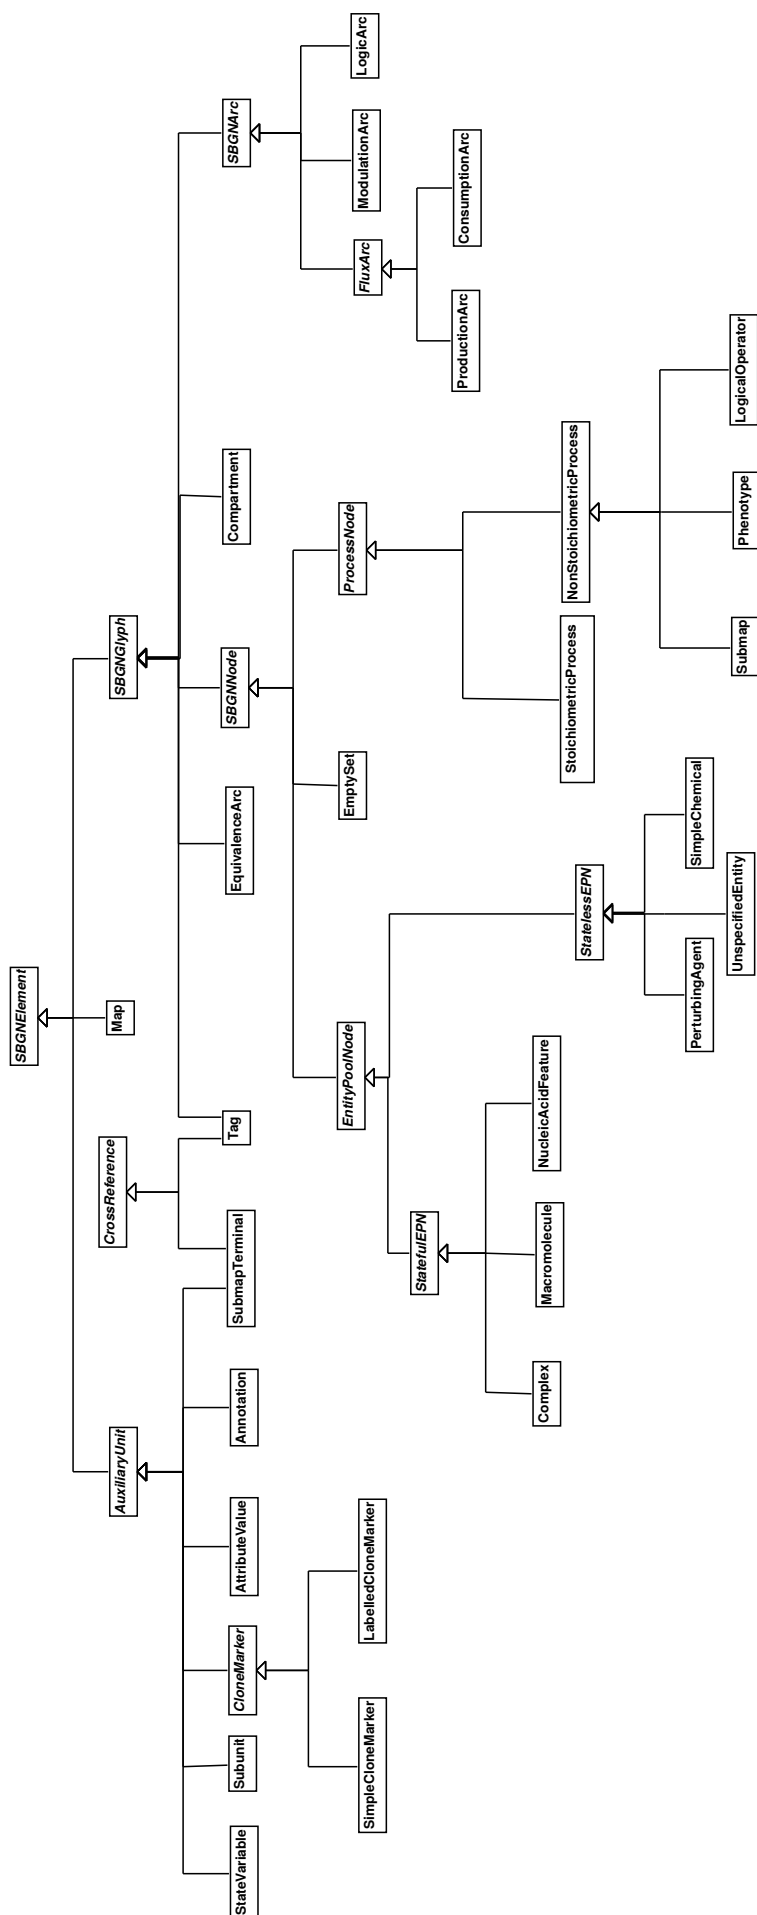 SBGNElement
AuxiliaryUnit
CrossReference
Map
SBGNGlyph
StateVariable
Subunit
CloneMarker
AttributeValue
Annotation
SubmapTerminal
Tag
EquivalenceArc
SBGNNode
Compartment
SBGNArc
SimpleCloneMarker
LabelledCloneMarker
EntityPoolNode
EmptySet
ProcessNode
FluxArc
ModulationArc
LogicArc
StatefulEPN
StatelessEPN
ProductionArc
ConsumptionArc
Complex
Macromolecule
NucleicAcidFeature
StoichiometricProcess
NonStoichiometricProcess
PerturbingAgent
UnspecifiedEntity
SimpleChemical
Submap
Phenotype
LogicalOperator